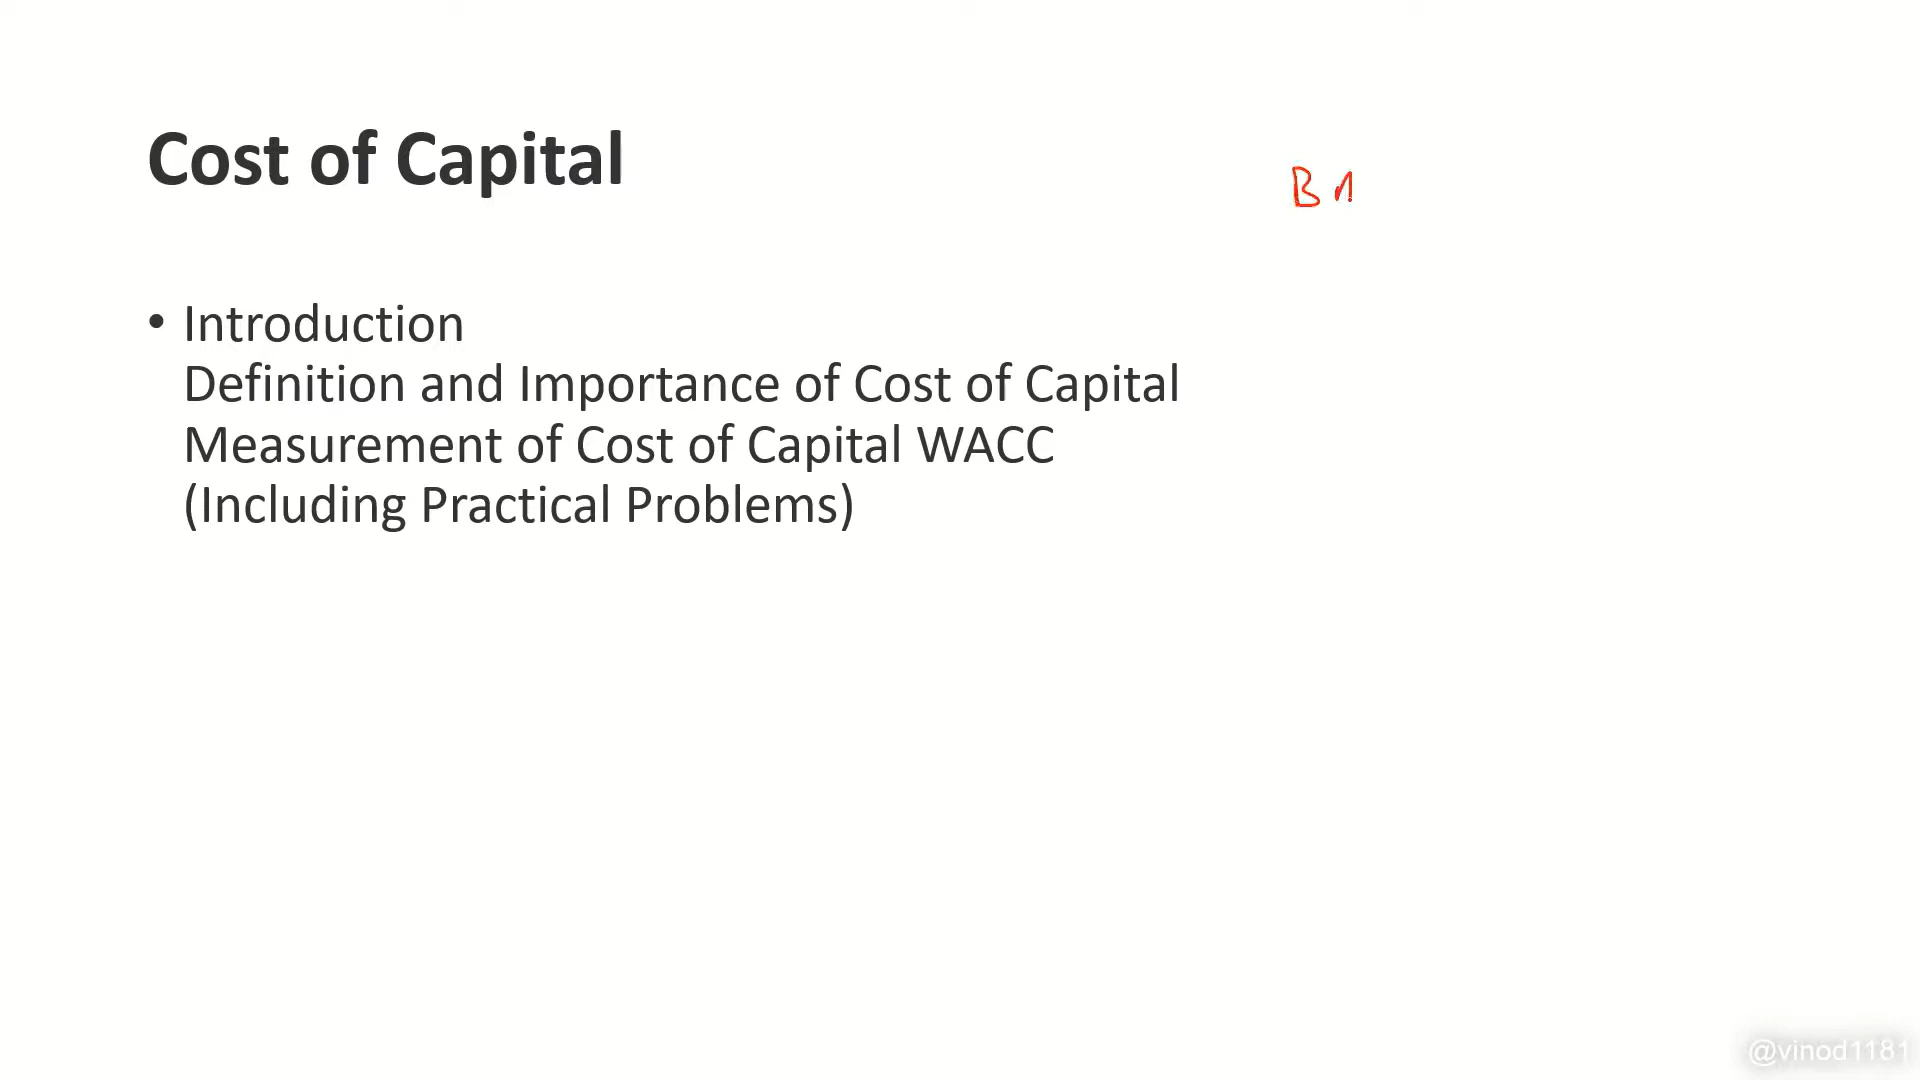 Cost of Capital
• Introduction
Definition and Importance of Cost of Capital
Measurement of Cost of Capital WACC
(Including Practical Problems)
@vinod1181